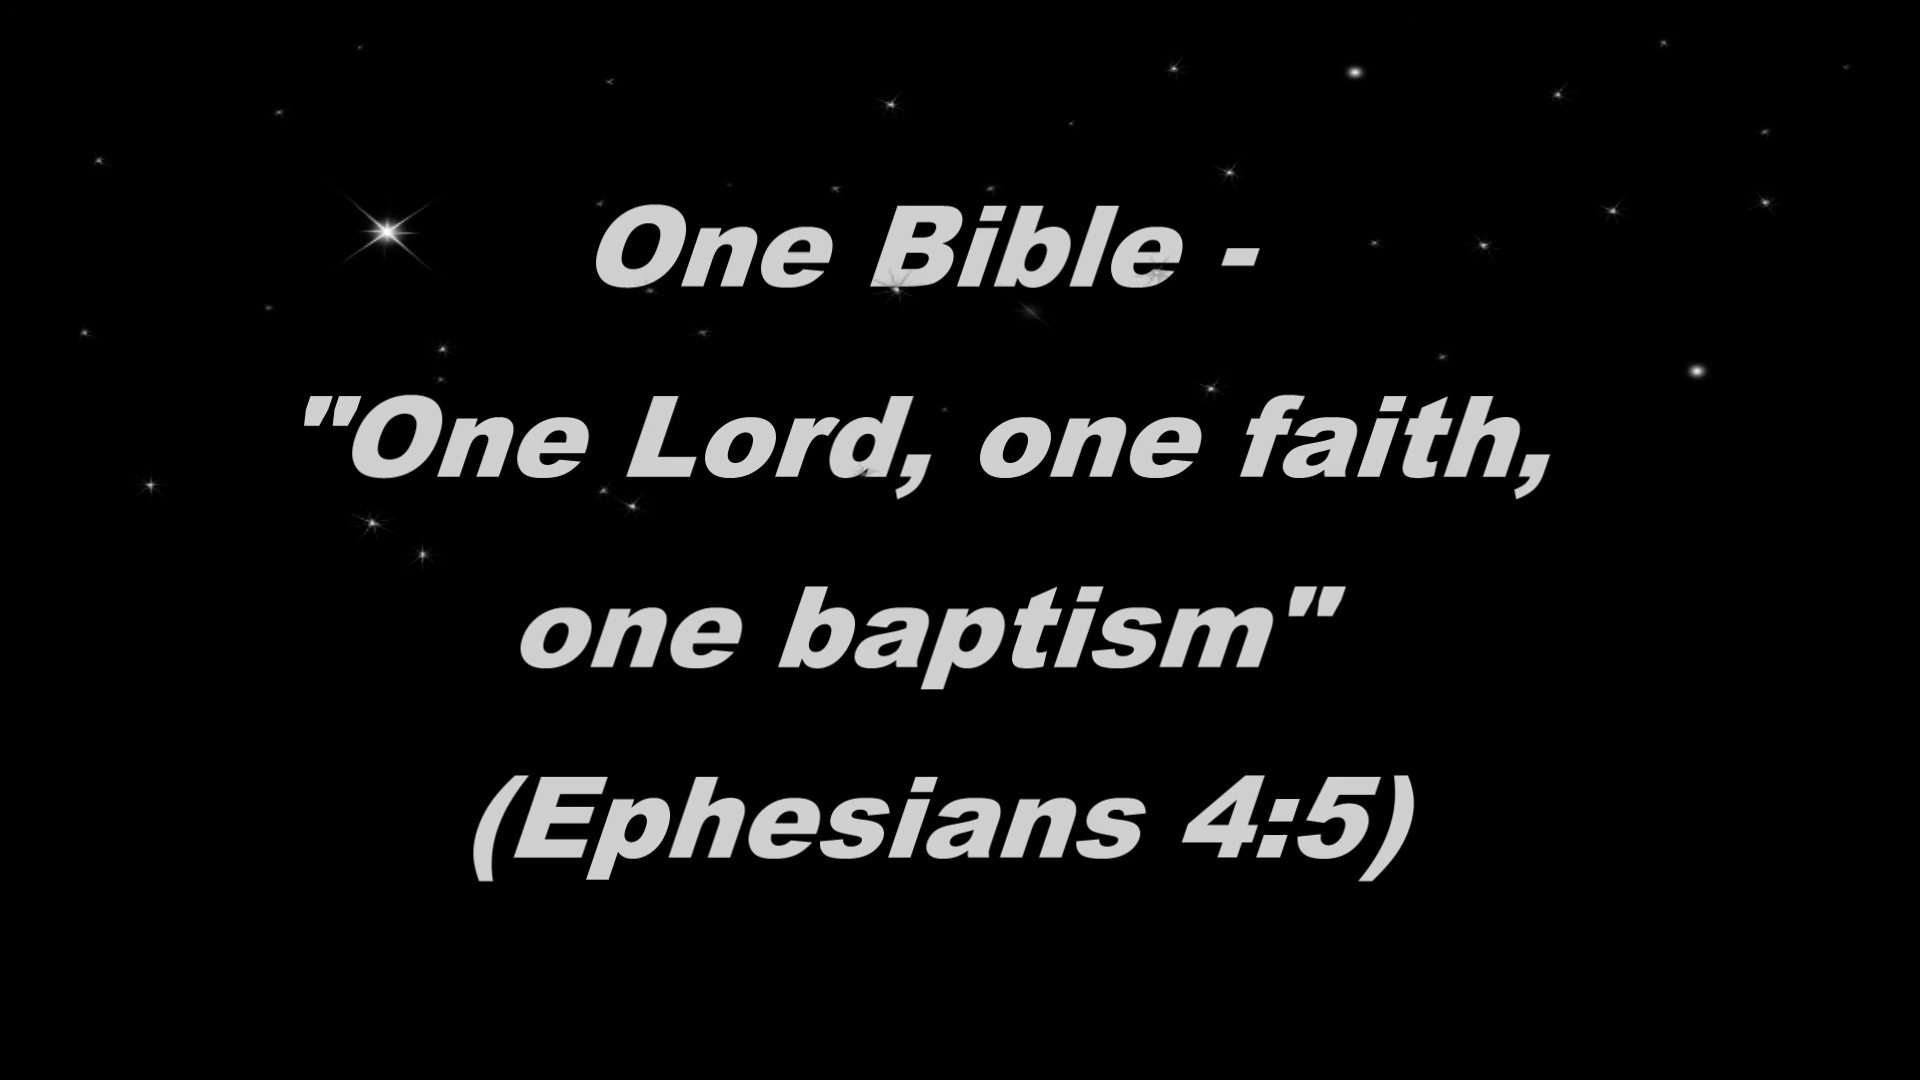 One Bible -
"One Lord, one faith,
one baptism"
(Ephesians 4:5)